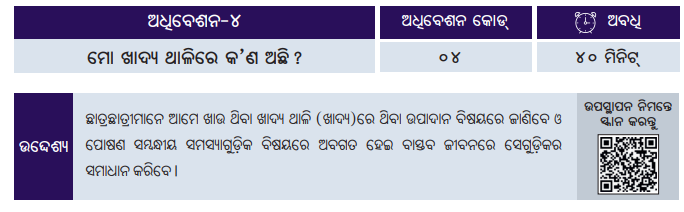 ଅଧିବେଶନ-୪
ଅଧିବେଶନ କୋଡ୍
ଅବଧି
ମୋ ଖାଦ୍ୟ ଥାଳିରେ କ'ଣ ଅଛି ?
୦୪
୪୦ ମିନିଟ୍
ଉଦ୍ଦେଶ୍ୟ
ଛାତ୍ରଛାତ୍ରୀମାନେ ଆମେ ଖାଉ ଥିବା ଖାଦ୍ୟ ଥାଳି (ଖାଦ୍ୟ)ରେ ଥିବା ଉପାଦାନ ବିଷୟରେ ଜାଣିବେ ଓ
ପୋଷଣ ସମ୍ବନ୍ଧୀୟ ସମସ୍ୟାଗୁଡ଼ିକ ବିଷୟରେ ଅବଗତ ହେଇ ବାସ୍ତବ ଜୀବନରେ ସେଗୁଡ଼ିକର
ସମାଧାନ କରିବେ।
ଉପସ୍ଥାପନ ନିମନ୍ତେ
ସ୍କାନ କରନ୍ତୁ